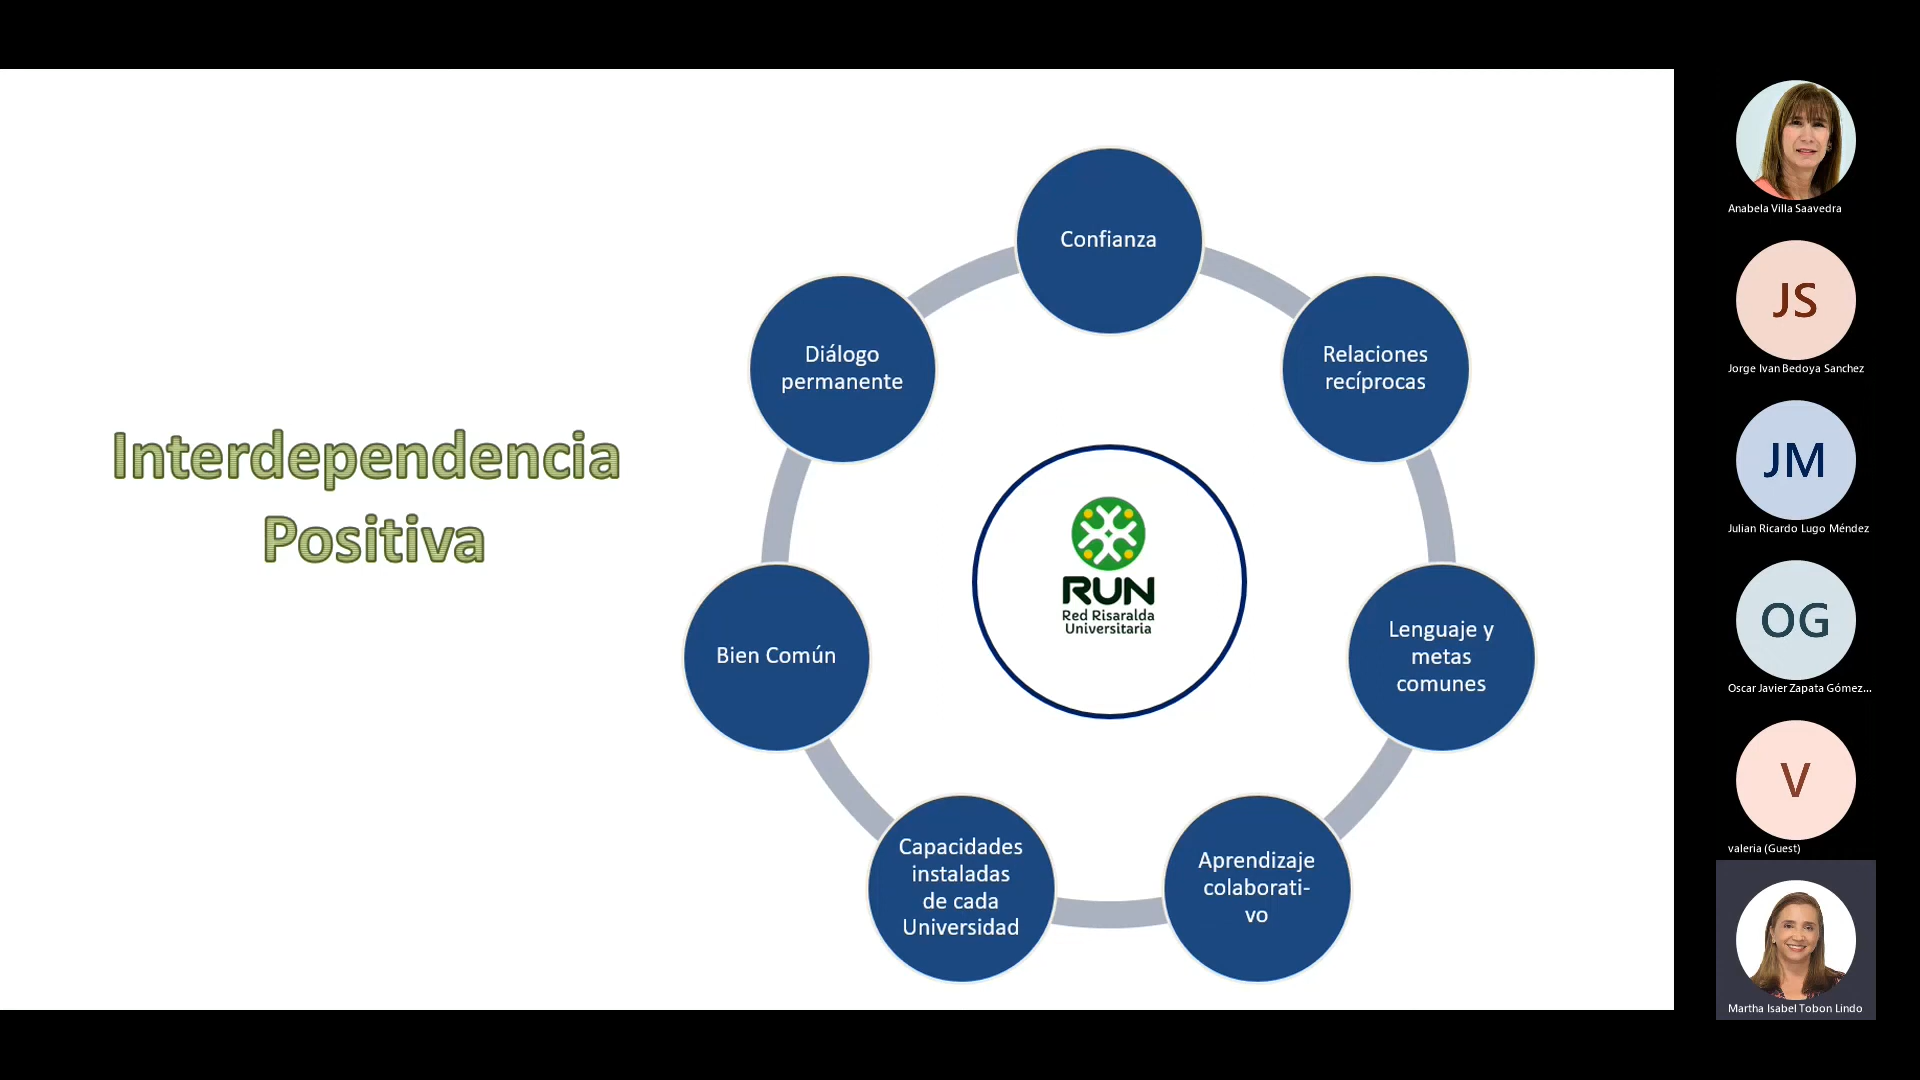 Interdependencia
Positiva
Confianza
Relaciones
recíprocas
Lenguaje y
metas
comunes
Aprendizaje
colaborati-
vo
Capacidades
instaladas
de cada
Universidad
Bien Común
Diálogo
permanente
RUN
Red Risaralda
Universitaria
Anabela Villa Saavedra
JS
Jorge Ivan Bedoya Sanchez
JM
Julian Ricardo Lugo Méndez
OG
Oscar Javier Zapata Gómez...
V
valeria (Guest)
Martha Isabel Tobon Lindo